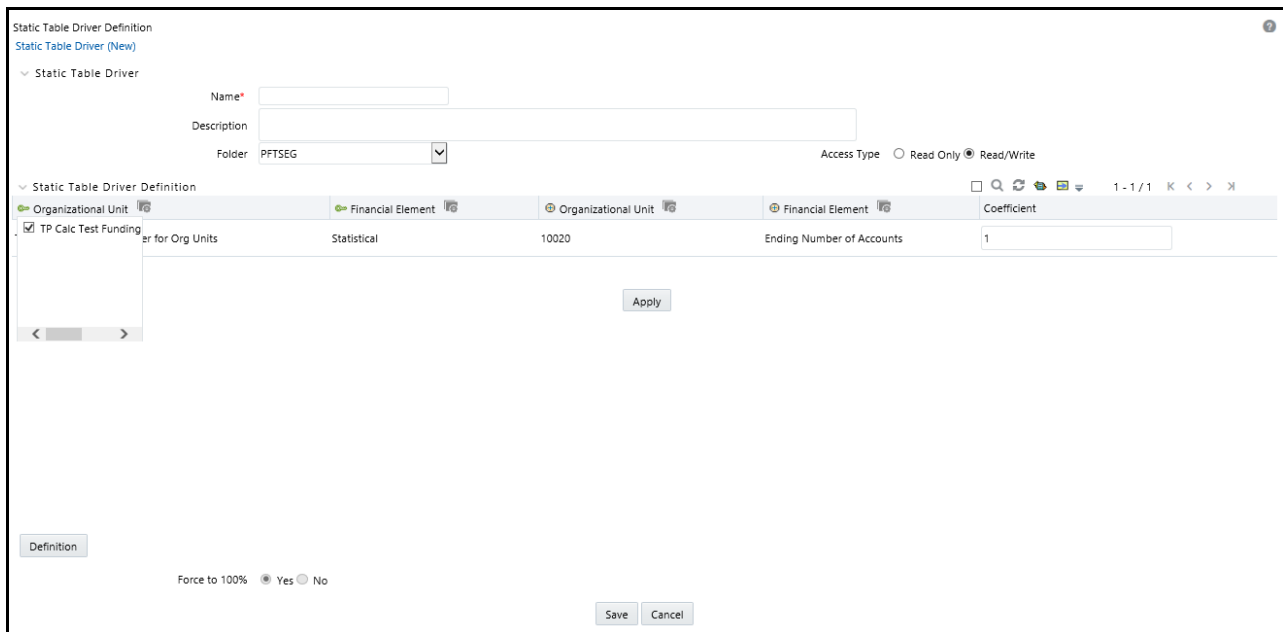 Static Table Driver Definition
Static Table Driver (New)
Static Table Driver
Name*
Description
Folder PFTSEG Access Type Read Only Read/Write
Static Table Driver Definition 1 - 1 / 1
Organizational Unit Financial Element Organizational Unit Financial Element Coefficient
TP Calc Test Funding
er for Org Units Statistical 10020 Ending Number of Accounts 1
Apply
Definition
Force to 100% Yes No
Save Cancel